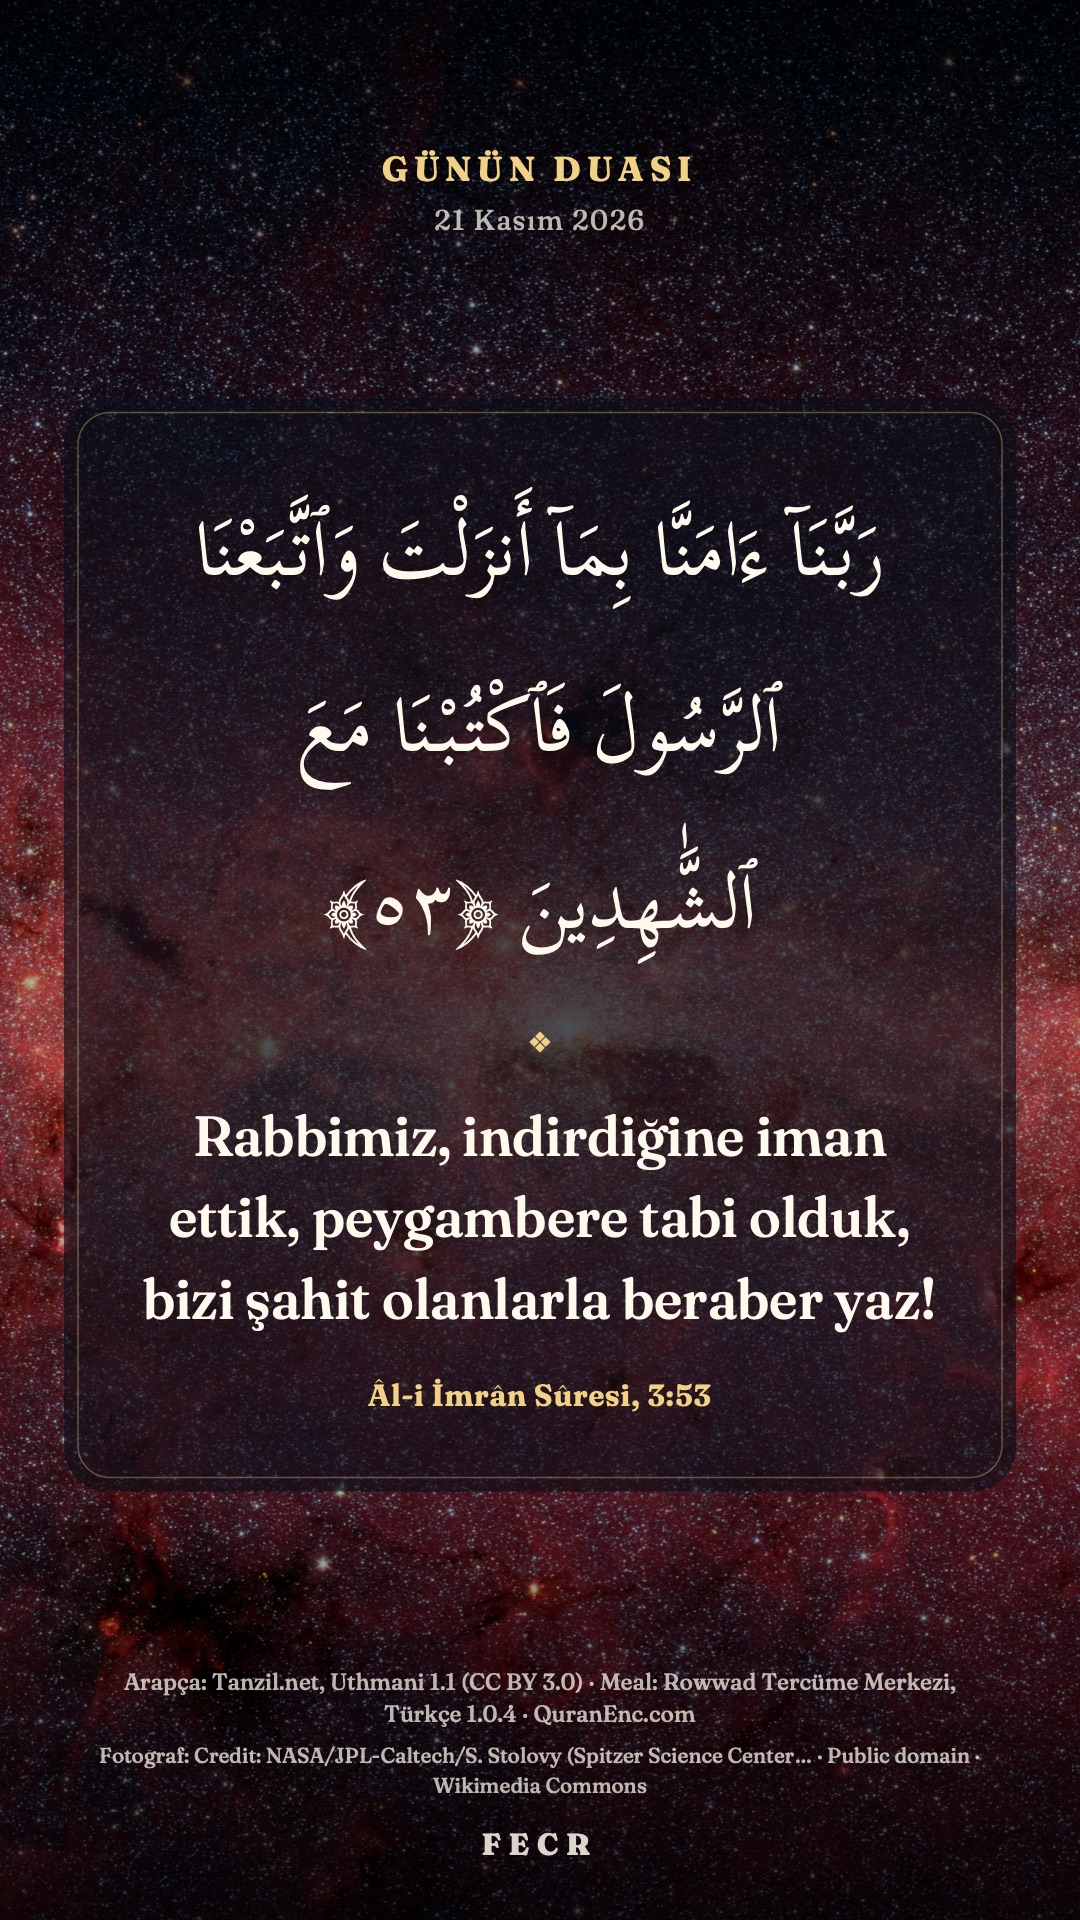 GÜNÜN DUASI
21 Kasım 2026
رَبَّنَآ ءَامَنَّا بِمَآ أَنزَلْتَ وَٱتَّبَعْنَا
ٱلرَّسُولَ فَٱكْتُبْنَا مَعَ
ٱلشَّٰهِدِينَ ﴿٥٣﴾
❖
Rabbimiz, indirdiğine iman
ettik, peygambere tabi olduk,
bizi şahit olanlarla beraber yaz!
Âl-i İmrân Sûresi, 3:53
Arapça: Tanzil.net, Uthmani 1.1 (CC BY 3.0) · Meal: Rowwad Tercüme Merkezi,
Türkçe 1.0.4 · QuranEnc.com
Fotograf: Credit: NASA/JPL-Caltech/S. Stolovy (Spitzer Science Center… · Public domain ·
Wikimedia Commons
FECR